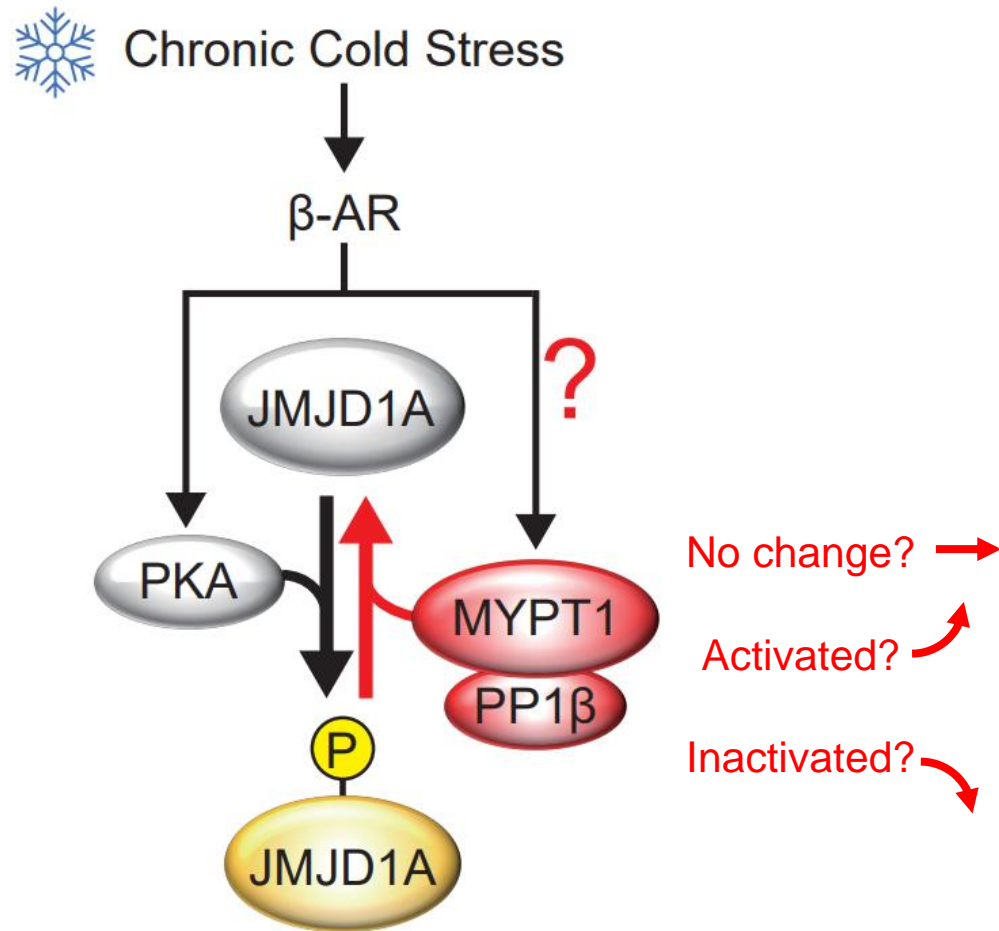 Chronic Cold Stress
β-AR
JMJD1A
?
PKA
MYPT1
PP1β
No change?
Activated?
Inactivated?
P
JMJD1A